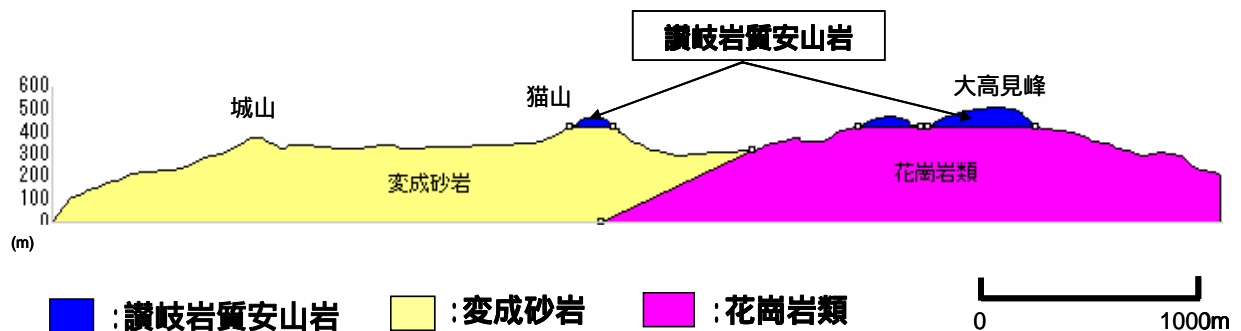 讃岐岩質安山岩
大高見峰
猫山
城山
600
500
400
300
200
100
0
(m)
変成砂岩
花崗岩類
:讃岐岩質安山岩
:変成砂岩
:花崗岩類
0 1000m